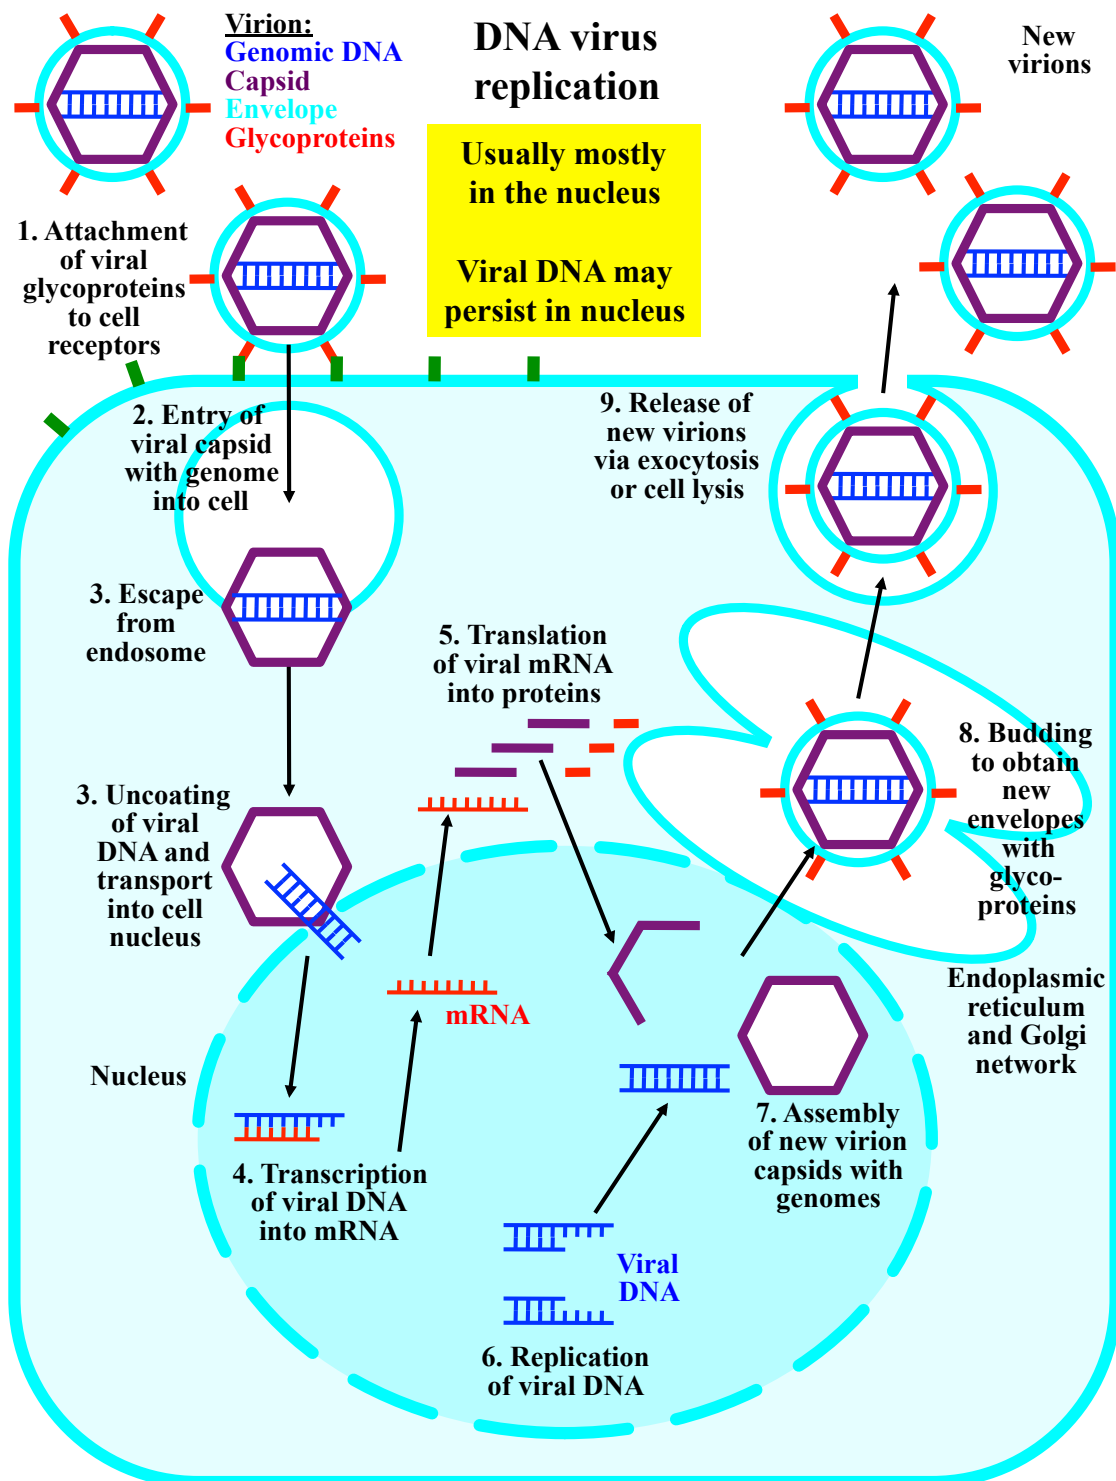 Virion:
Genomic DNA
Capsid
Envelope
Glycoproteins
DNA virus
replication
Usually mostly
in the nucleus
Viral DNA may
persist in nucleus
New
virions
1. Attachment
of viral
glycoproteins
to cell
receptors
2. Entry of
viral capsid
with genome
into cell
3. Escape
from
endosome
3. Uncoating
of viral
DNA and
transport
into cell
nucleus
Nucleus
4. Transcription
of viral DNA
into mRNA
mRNA
5. Translation
of viral mRNA
into proteins
Viral
DNA
6. Replication
of viral DNA
7. Assembly
of new virion
capsids with
genomes
8. Budding
to obtain
new
envelopes
with
glyco-
proteins
Endoplasmic
reticulum
and Golgi
network
9. Release of
new virions
via exocytosis
or cell lysis